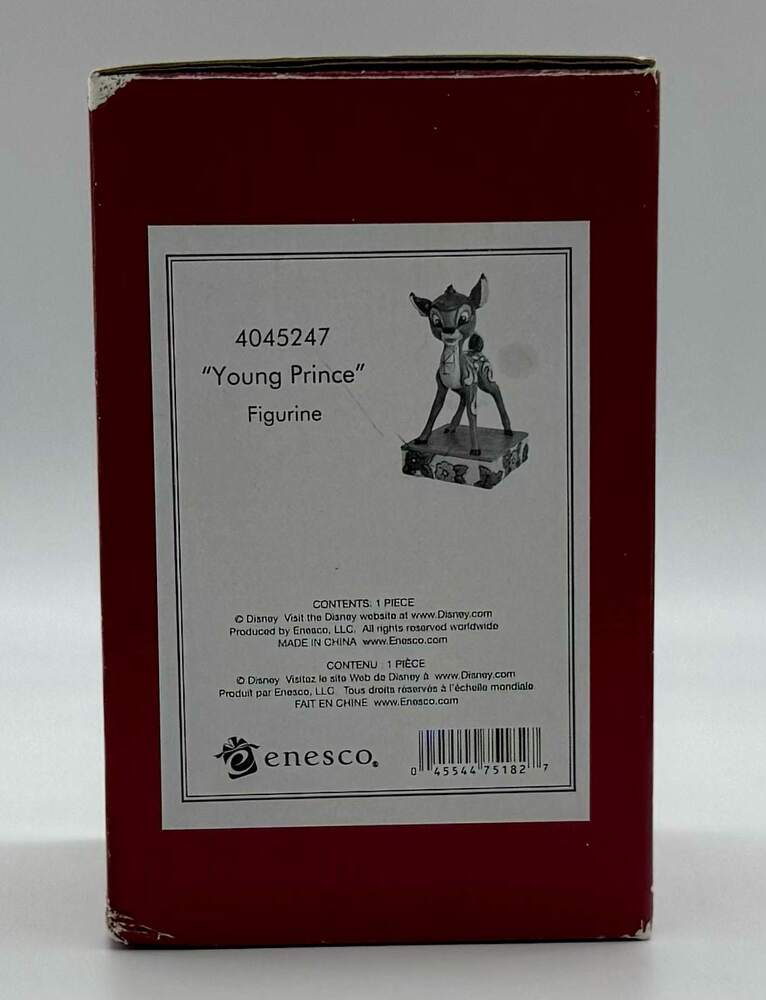 4045247
“Young Prince”
Figurine
CONTENTS: 1 PIECE
© Disney Visit the Disney website at www.Disney.com
Produced by Enesco, LLC. All rights reserved worldwide
MADE IN CHINA www.Enesco.com
CONTENU : 1 PIÈCE
© Disney Visitez le site Web de Disney à www.Disney.com
Produit par Enesco, LLC Tous droits réservés à l'échelle mondiale
FAIT EN CHINE www.Enesco.com
enesco®
0 45544 75182 7